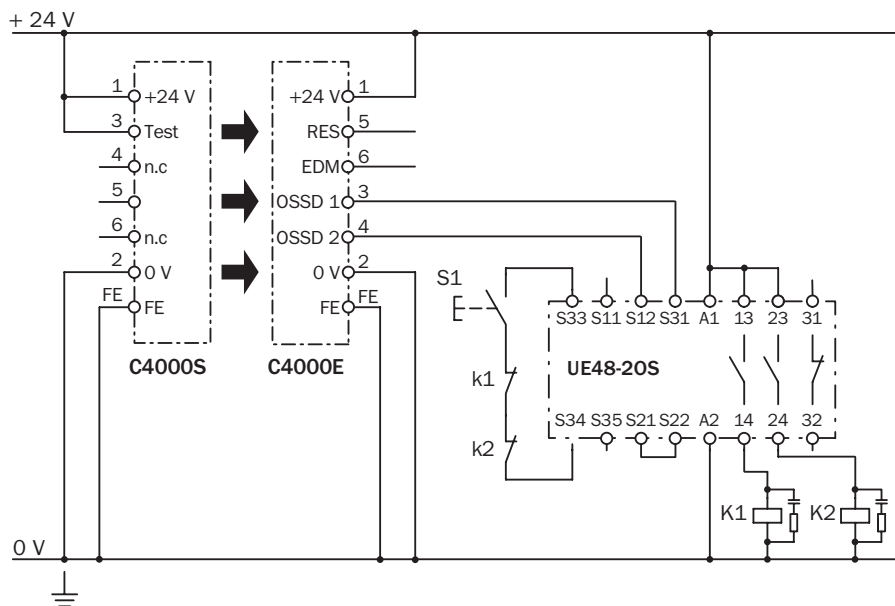 + 24 V
1
+24 V
3
Test
4
n.c
5
6
n.c
2
0 V
FE
FE
C4000S
+24 V
1
RES
5
EDM
6
OSSD 1
3
OSSD 2
4
0 V
2
FE
FE
C4000E
S1
k1
k2
S33 S11 S12 S31 A1 13 23 31
UE48-20S
S34 S35 S21 S22 A2 14 24 32
K1
K2
0 V